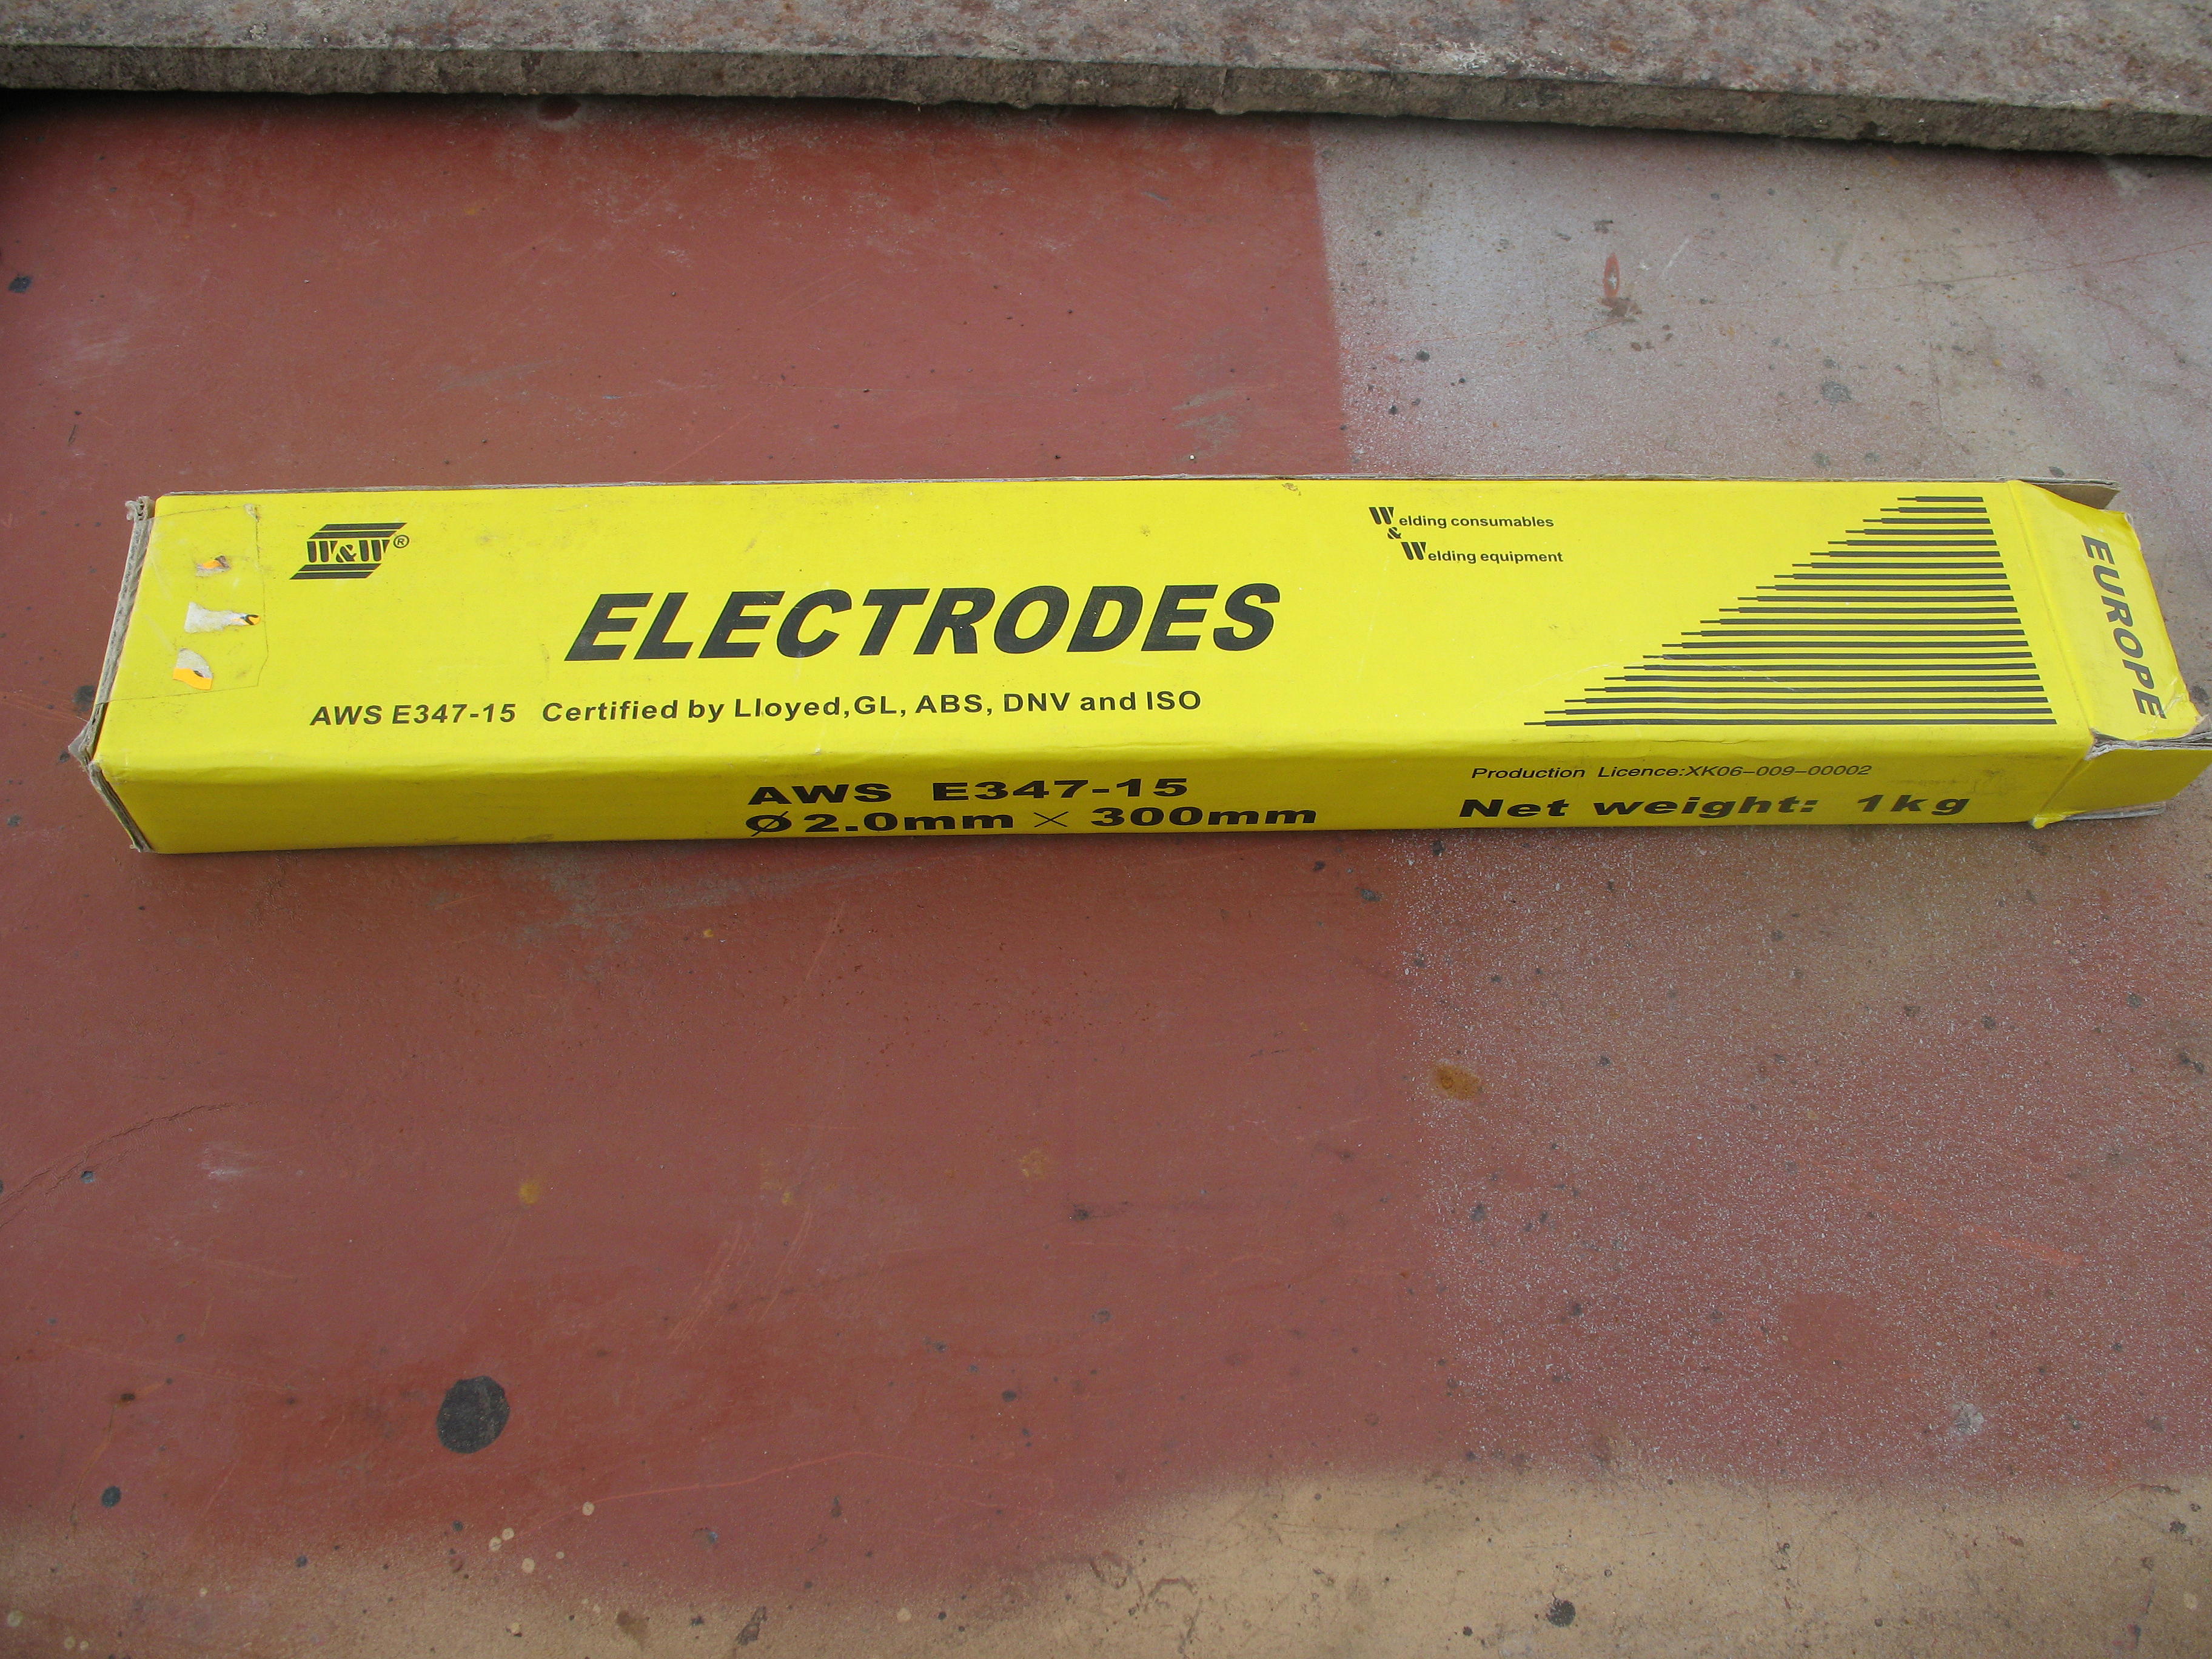 W&W®
Welding consumables
&
Welding equipment
ELECTRODES
AWS E347-15 Certified by Lloyed,GL, ABS, DNV and ISO
EUROPE
AWS E347-15
Ø2.0mm × 300mm
Production Licence:XK06-009-00002
Net weight: 1kg